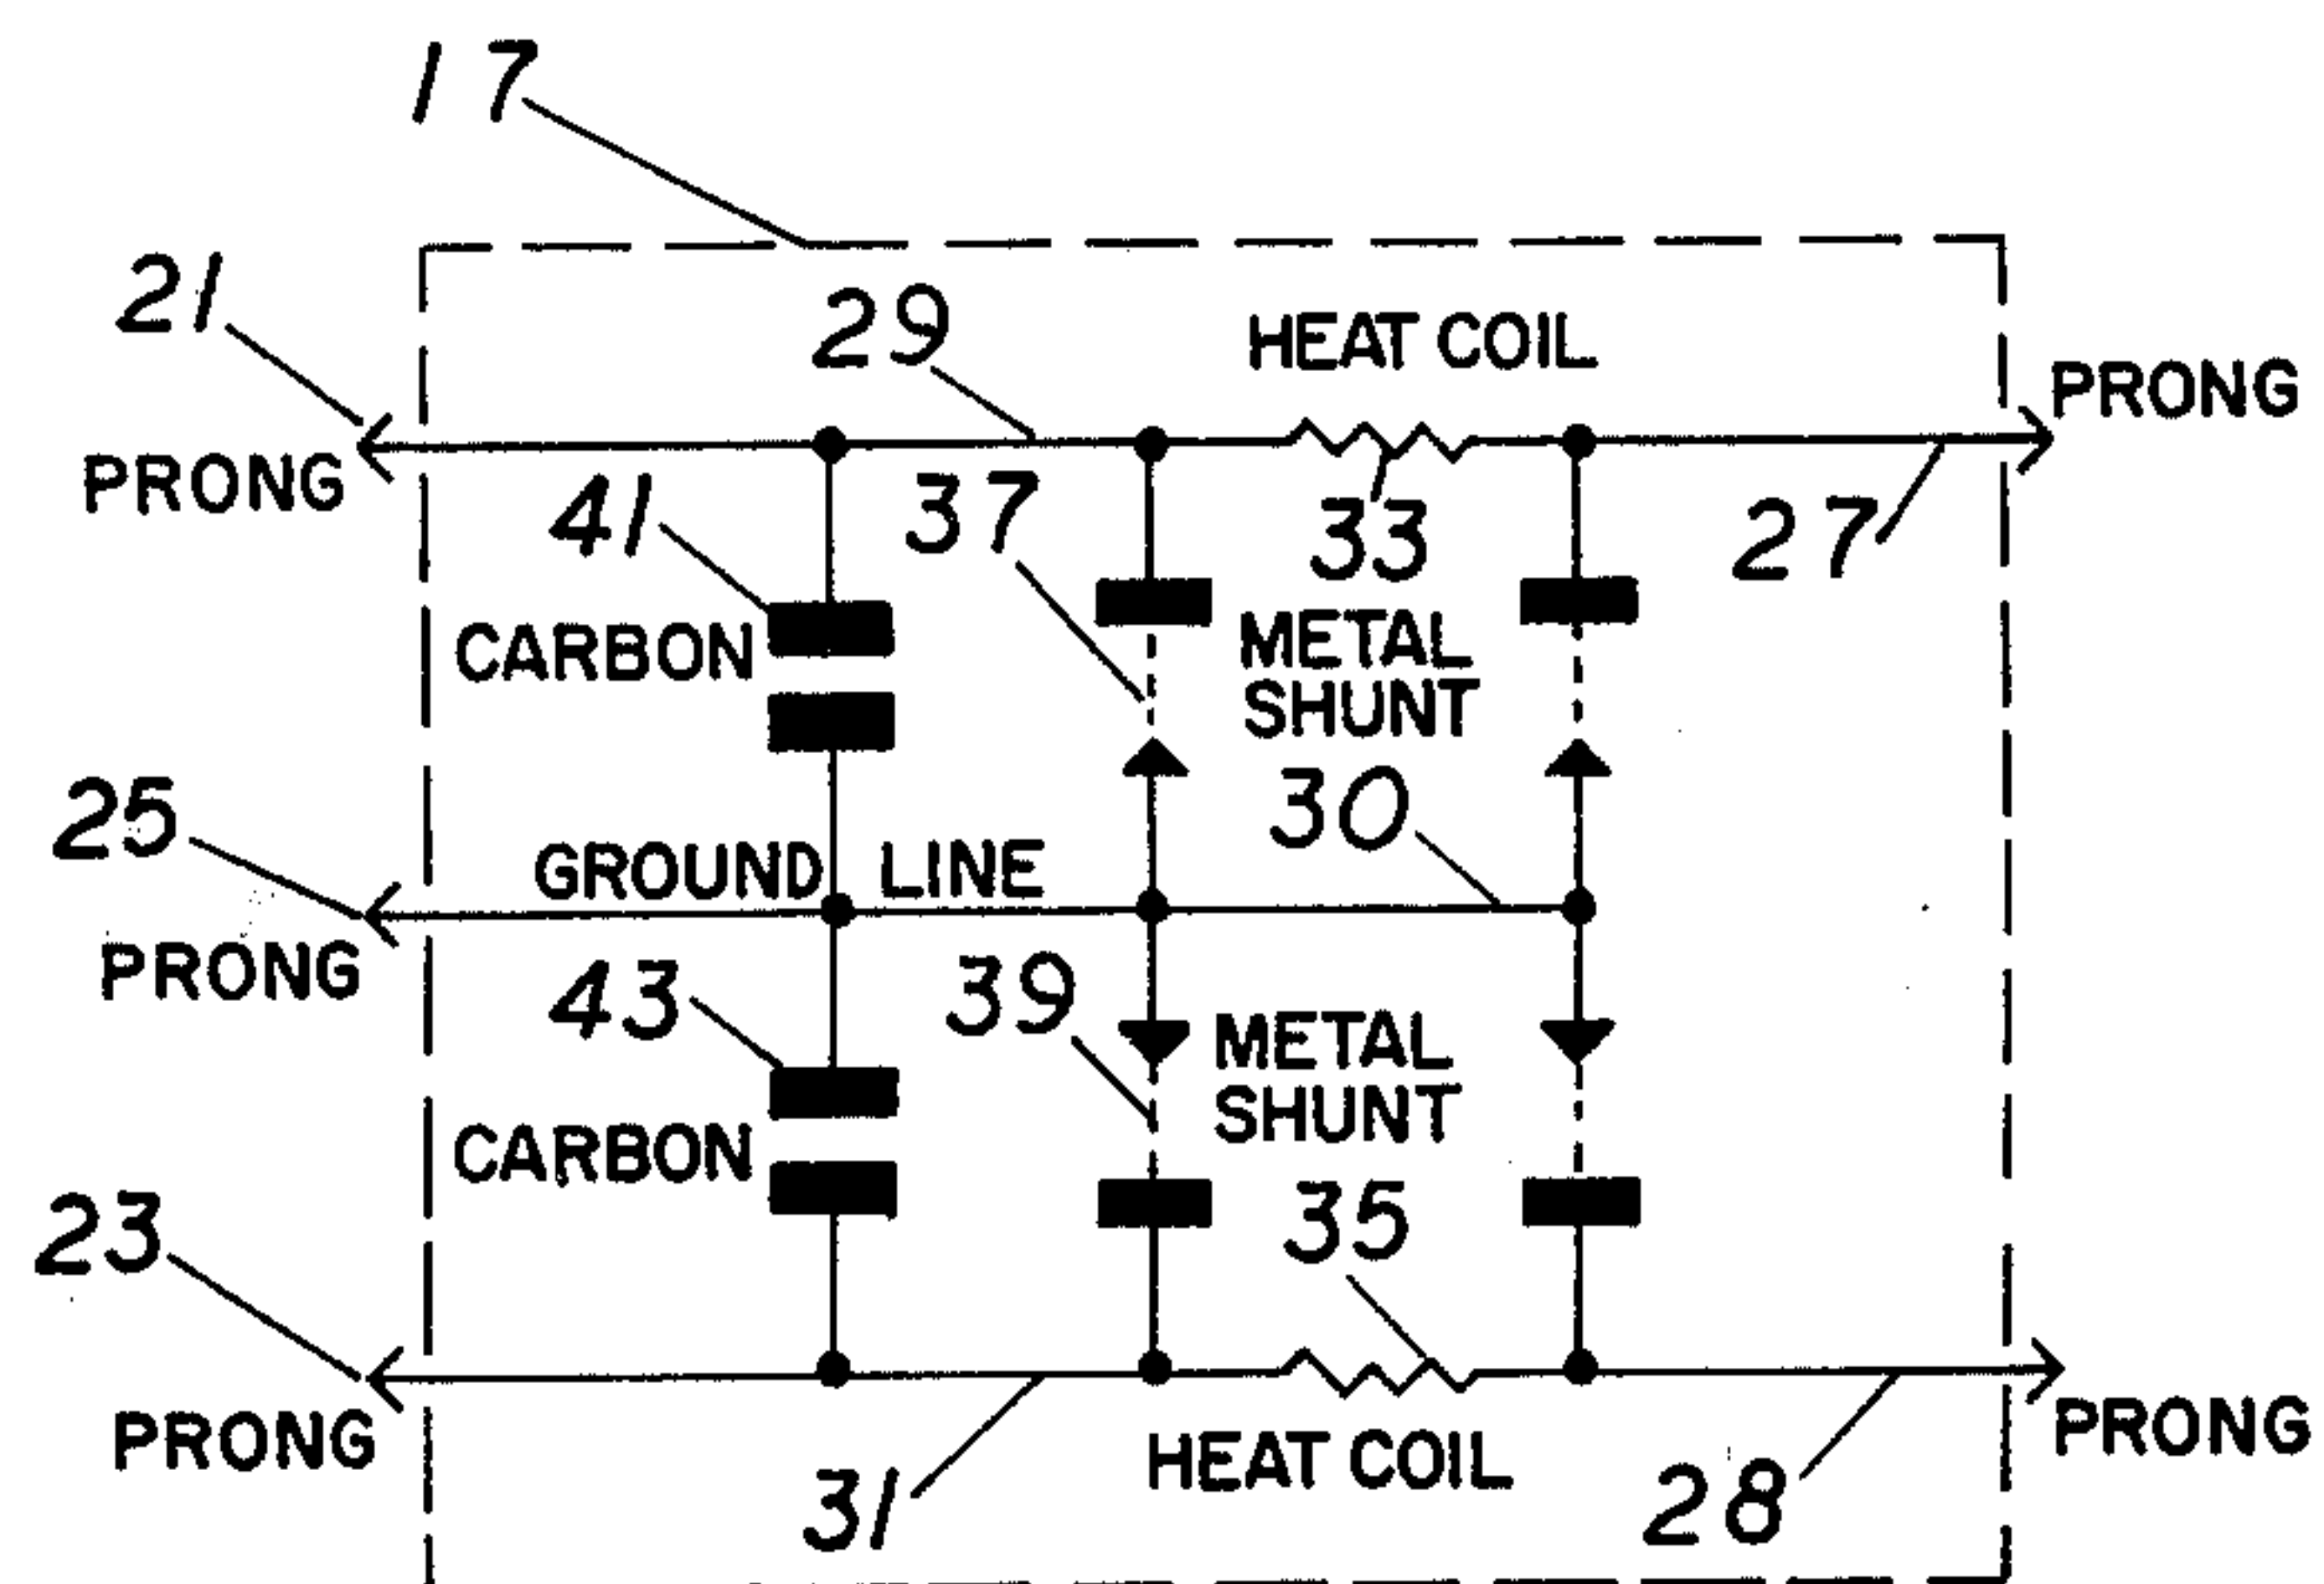 17
21
29
HEAT COIL
PRONG
PRONG
41
37
33
27
CARBON
METAL
SHUNT
25
30
GROUND LINE
PRONG
43
39
METAL
SHUNT
CARBON
23
35
PRONG
31
HEAT COIL
28
PRONG